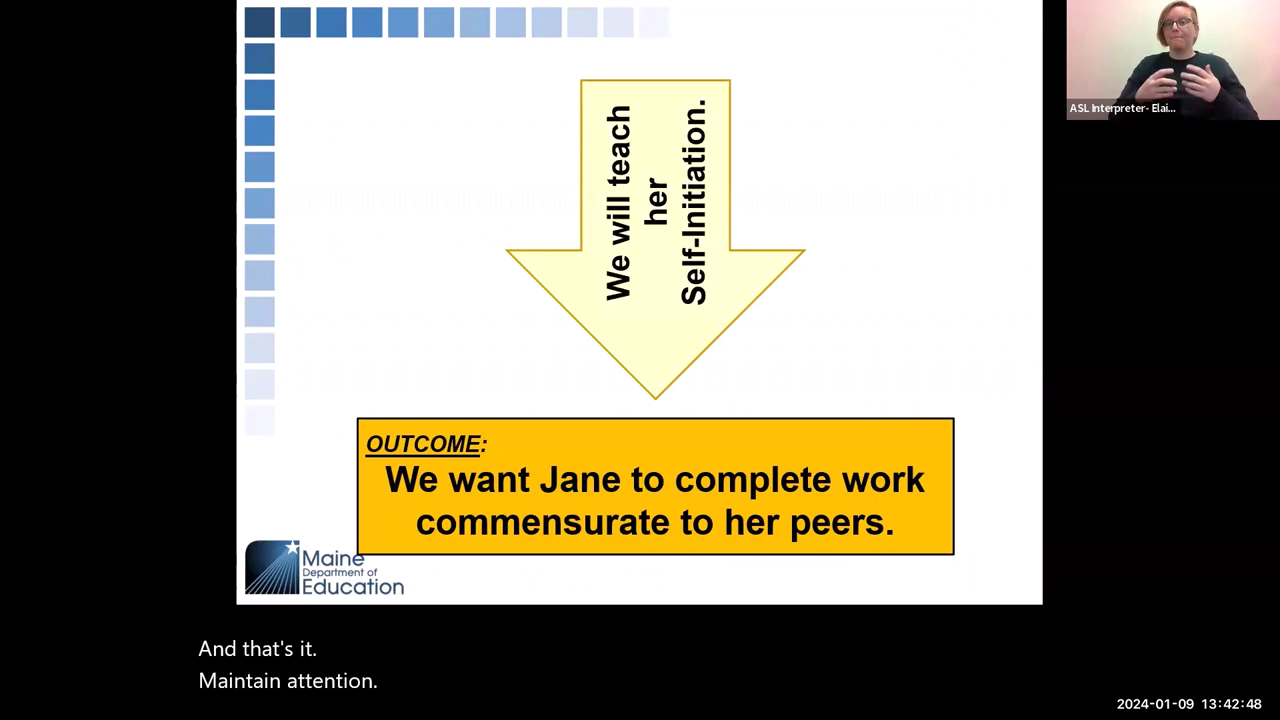 We will teach
her
Self-Initiation.
OUTCOME:
We want Jane to complete work
commensurate to her peers.
Maine
Department of
Education
ASL Interpreter- Elai...
And that's it.
Maintain attention.
2024-01-09 13:42:48